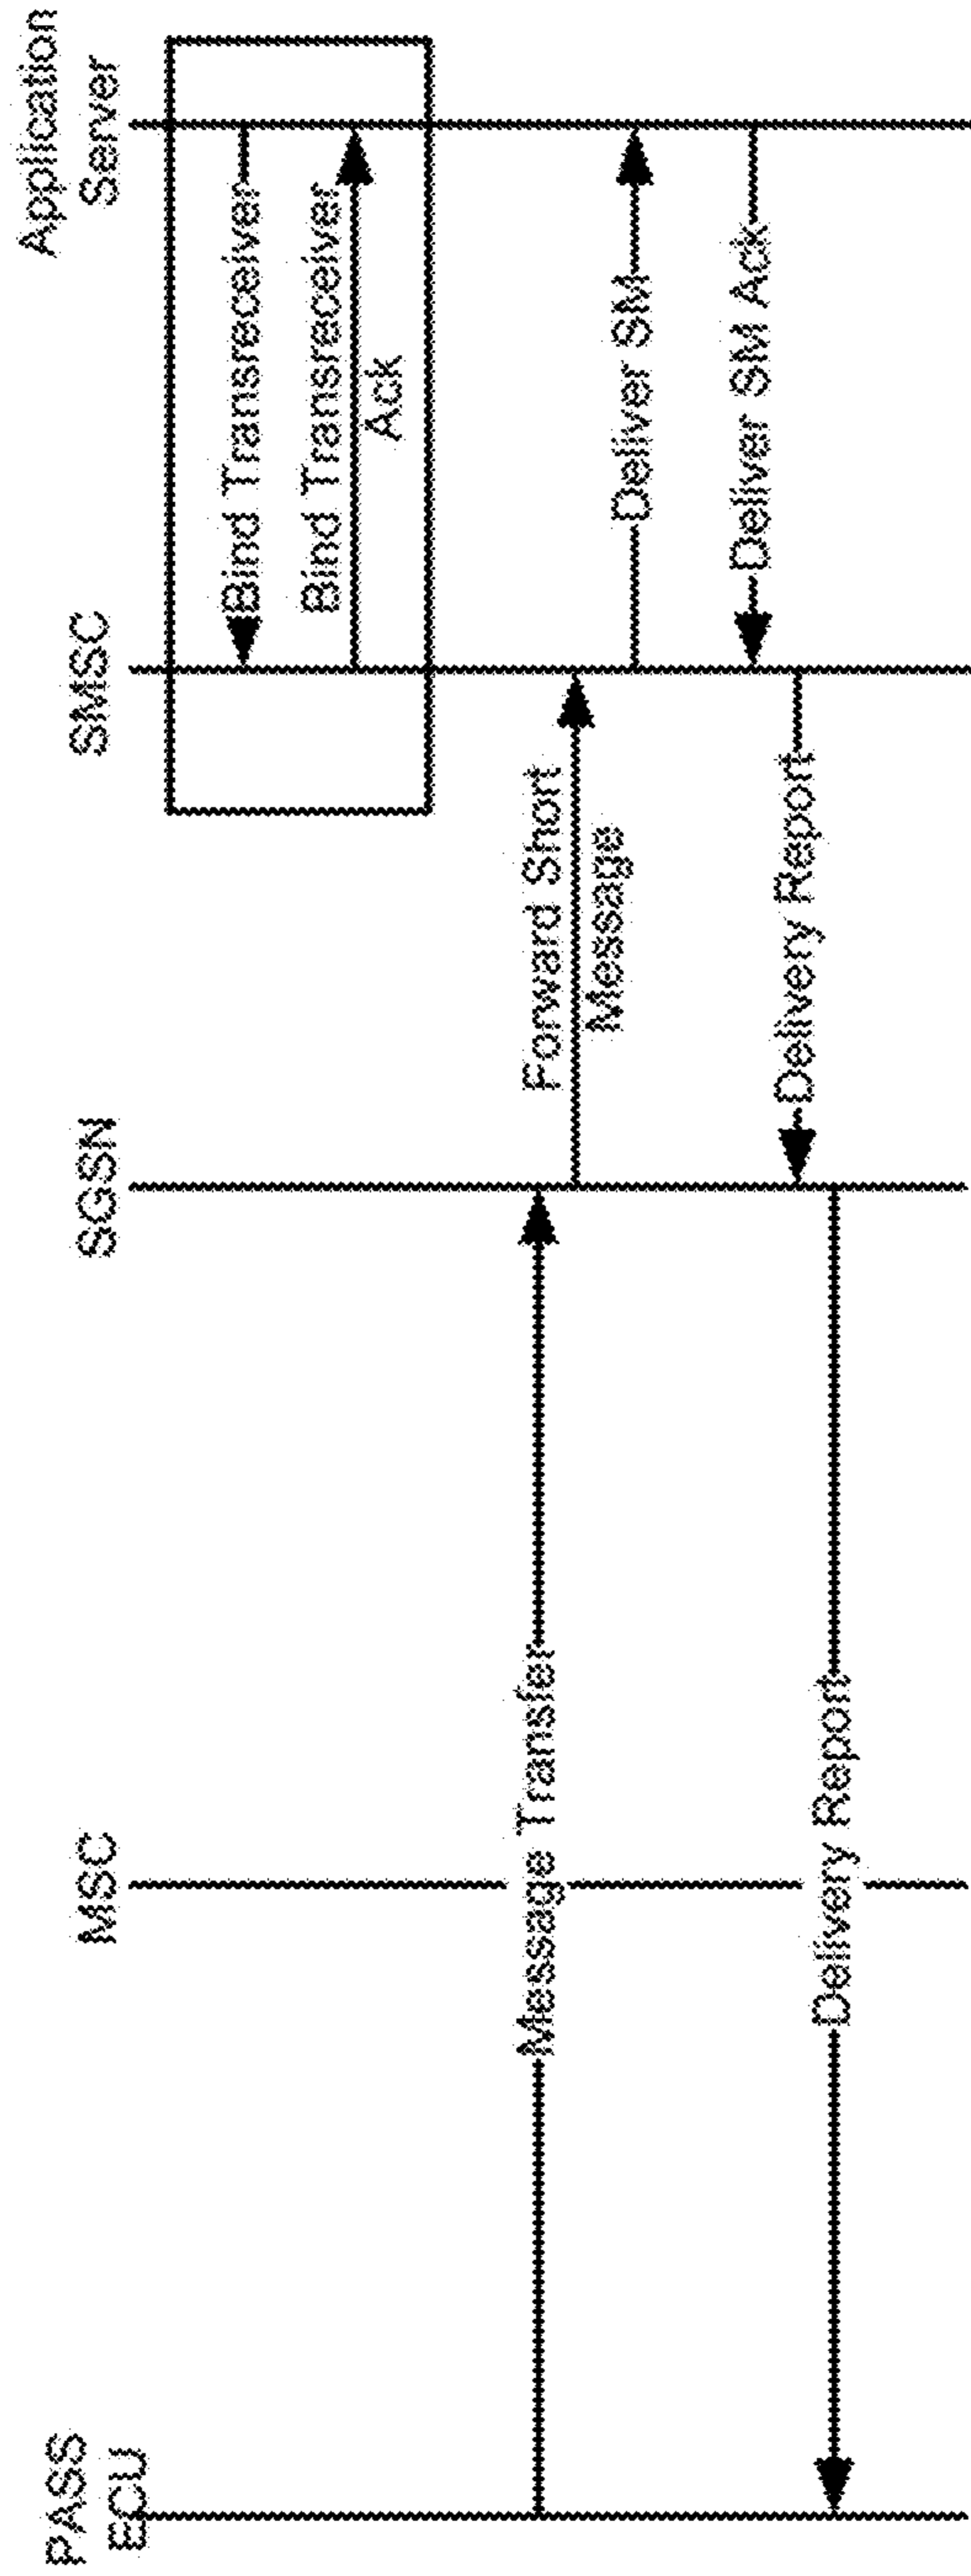 PASS
ECU
MSC
SGSN
SMSC
Application
Server
Bind Transreceiver
Bind Transreceiver
Ack
Message Transfer
Forward Short
Message
Deliver SM
Deliver SM Ack
Delivery Report
Delivery Report